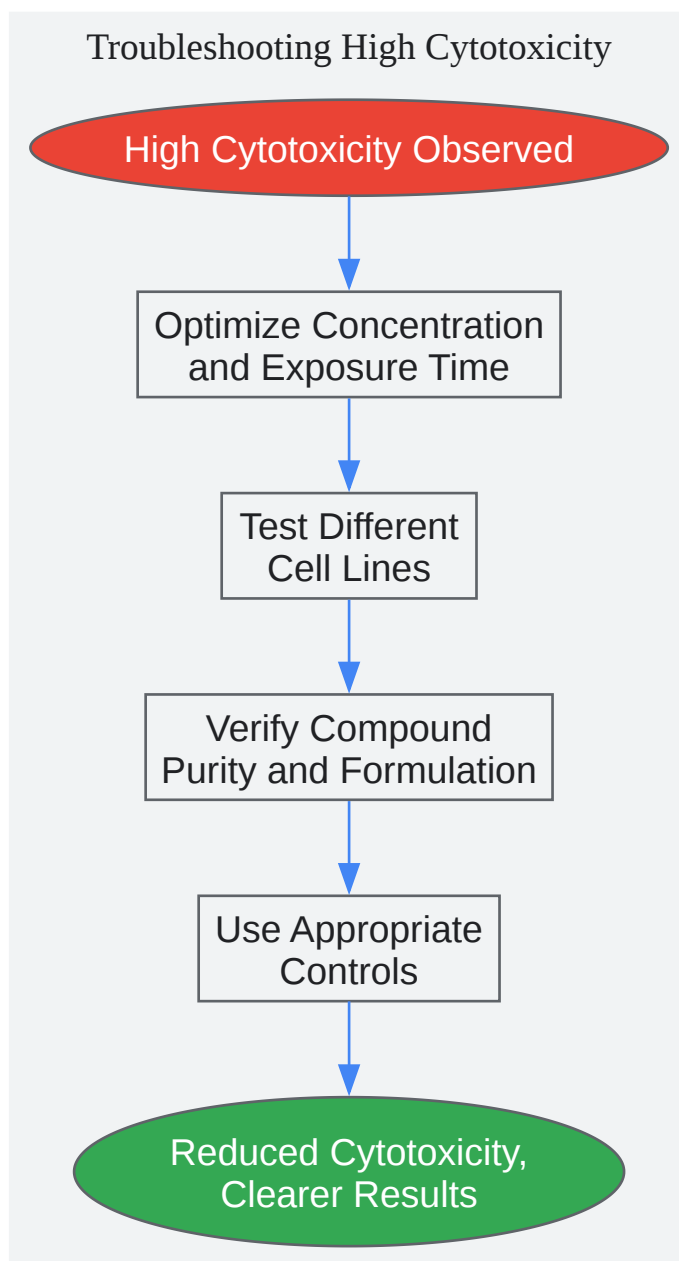 Troubleshooting High Cytotoxicity
High Cytotoxicity Observed
Optimize Concentration
and Exposure Time
Test Different
Cell Lines
Verify Compound
Purity and Formulation
Use Appropriate
Controls
Reduced Cytotoxicity,
Clearer Results